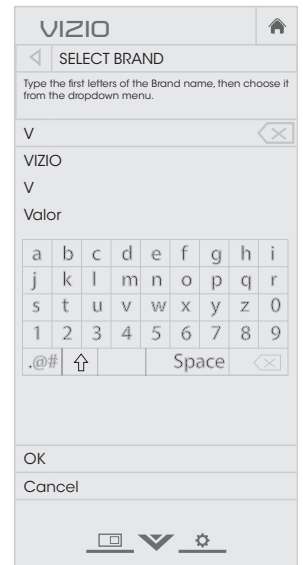 VIZIO
SELECT BRAND
Type the first letters of the Brand name, then choose it
from the dropdown menu.
V
VIZIO
V
Valor
a b c d e f g h i
j k l m n o p q r
s t u v w x y z 0
1 2 3 4 5 6 7 8 9
.@# Space
OK
Cancel